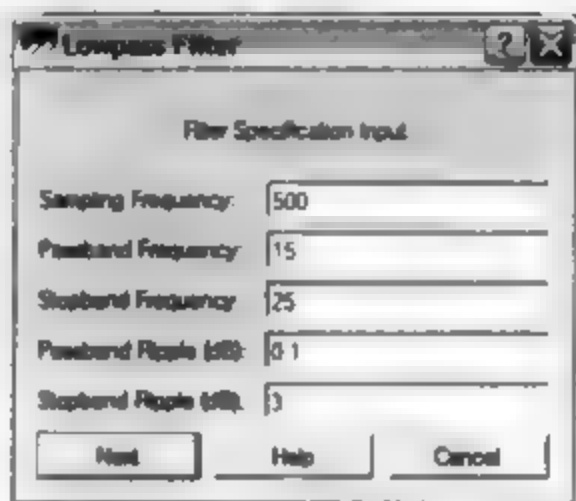 Lowpass Filter
Filter Specification Input
Sampling Frequency: 500
Passband Frequency: 15
Stopband Frequency: 25
Passband Ripple (dB): 0.1
Stopband Ripple (dB): 3
Next Help Cancel